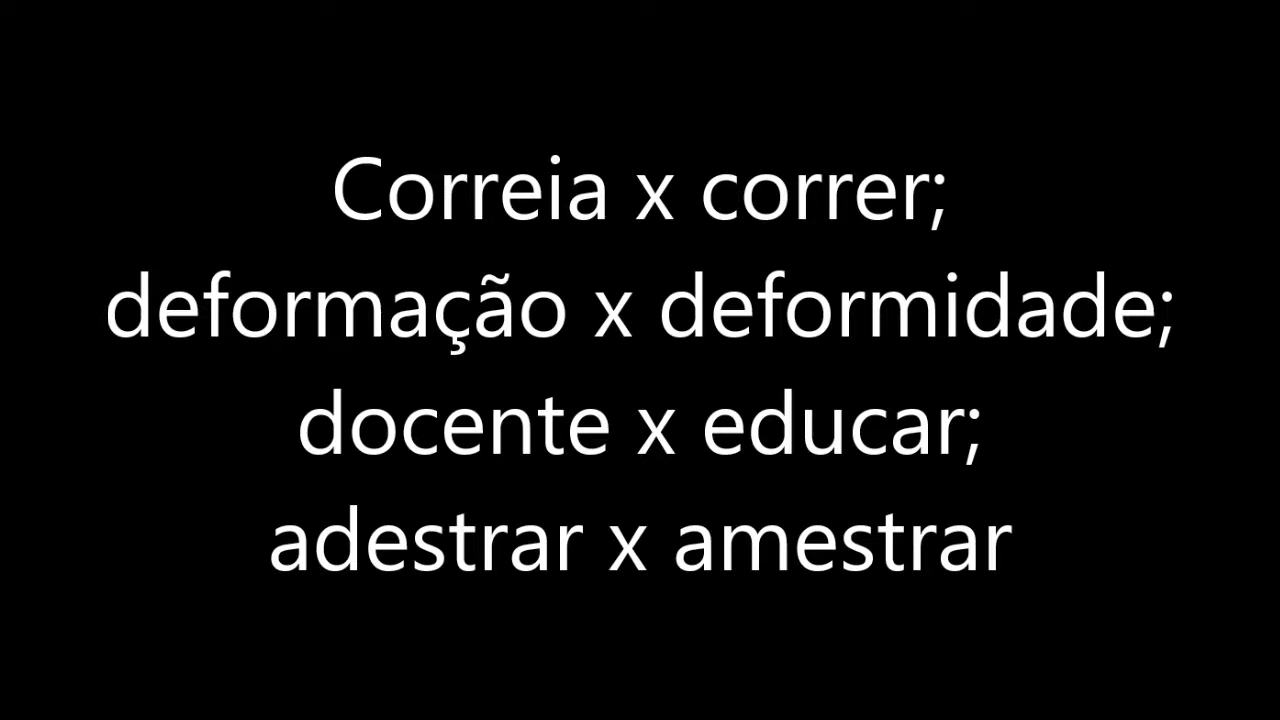 Correia x correr;
deformação x deformidade;
docente x educar;
adestrar x amestrar